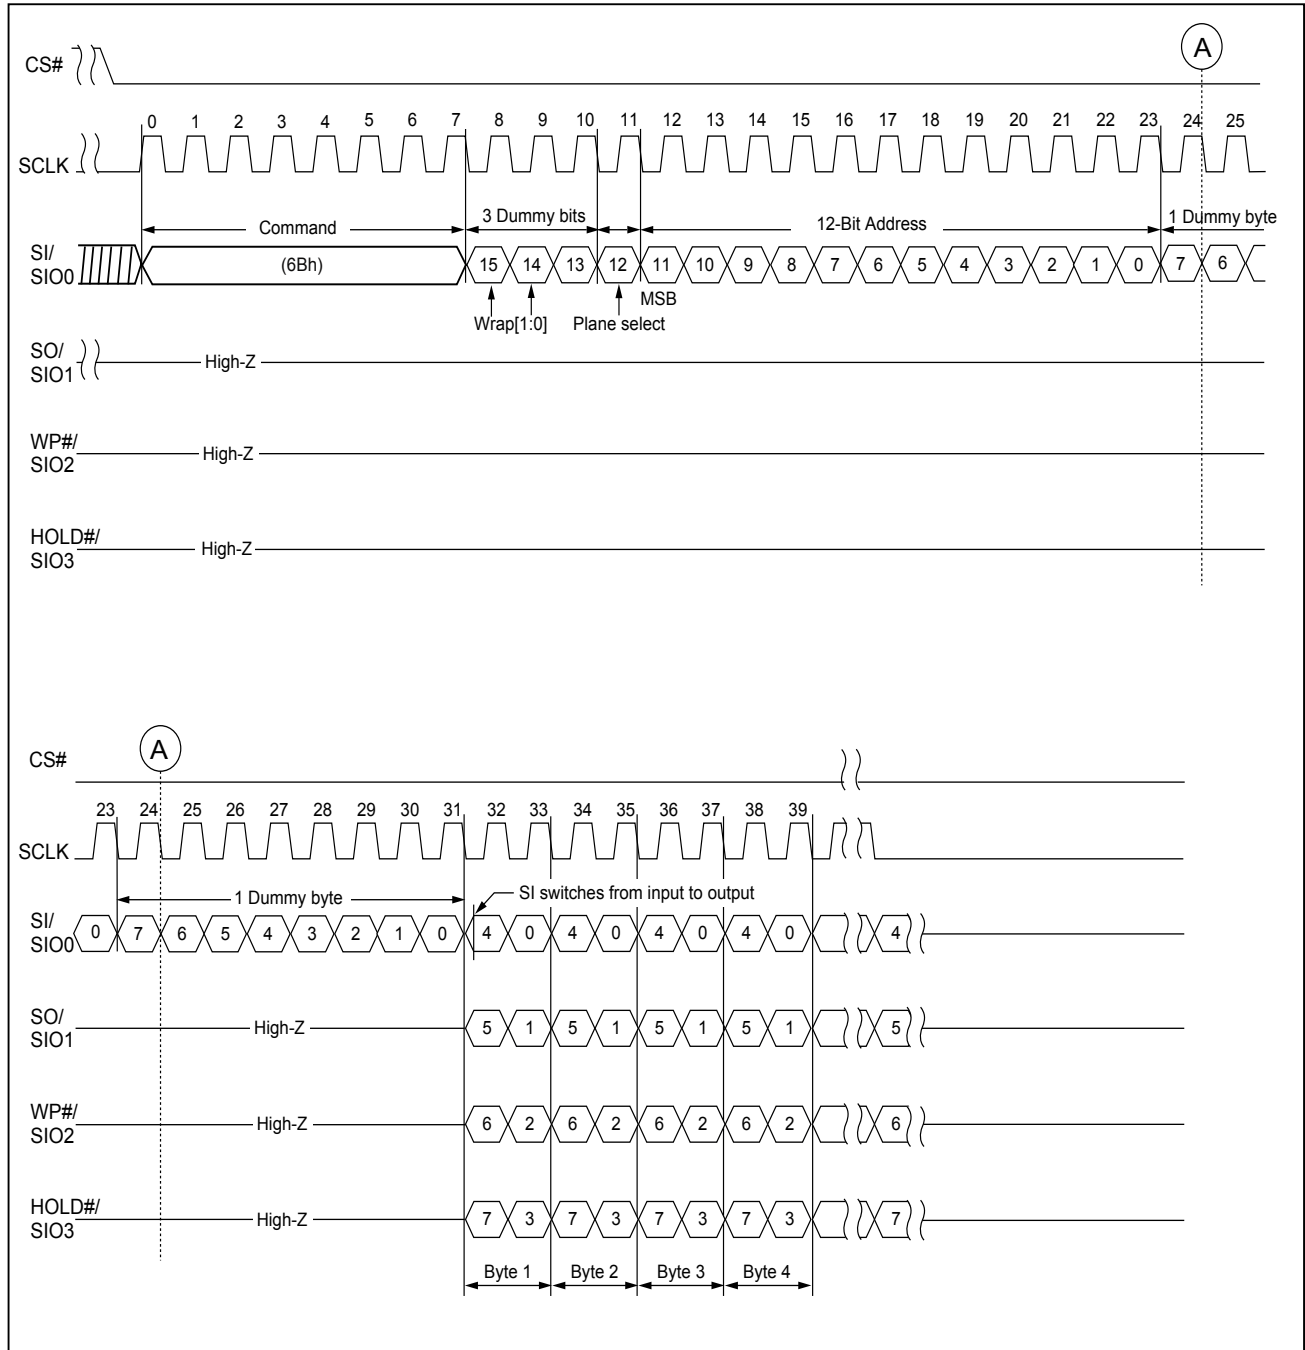 A
CS#
0 1 2 3 4 5 6 7 8 9 10 11 12 13 14 15 16 17 18 19 20 21 22 23 24 25
SCLK
Command 3 Dummy bits 12-Bit Address 1 Dummy byte
SI/
SIO0
(6Bh) 15 14 13 12 11 10 9 8 7 6 5 4 3 2 1 0 7 6
MSB
Wrap[1:0] Plane select
SO/
SIO1
High-Z
WP#/
SIO2
High-Z
HOLD#/
SIO3
High-Z
A
CS#
23 24 25 26 27 28 29 30 31 32 33 34 35 36 37 38 39
SCLK
1 Dummy byte SI switches from input to output
SI/
SIO0
0 7 6 5 4 3 2 1 0 4 0 4 0 4 0 4 0 4
SO/
SIO1
High-Z 5 1 5 1 5 1 5 1 5
WP#/
SIO2
High-Z 6 2 6 2 6 2 6 2 6
HOLD#/
SIO3
High-Z 7 3 7 3 7 3 7 3 7
Byte 1 Byte 2 Byte 3 Byte 4